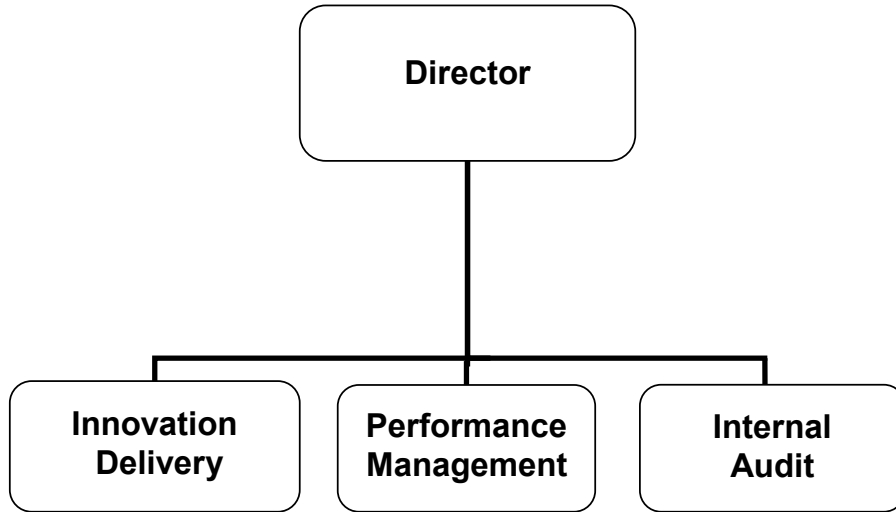 Director
Innovation
Delivery
Performance
Management
Internal
Audit